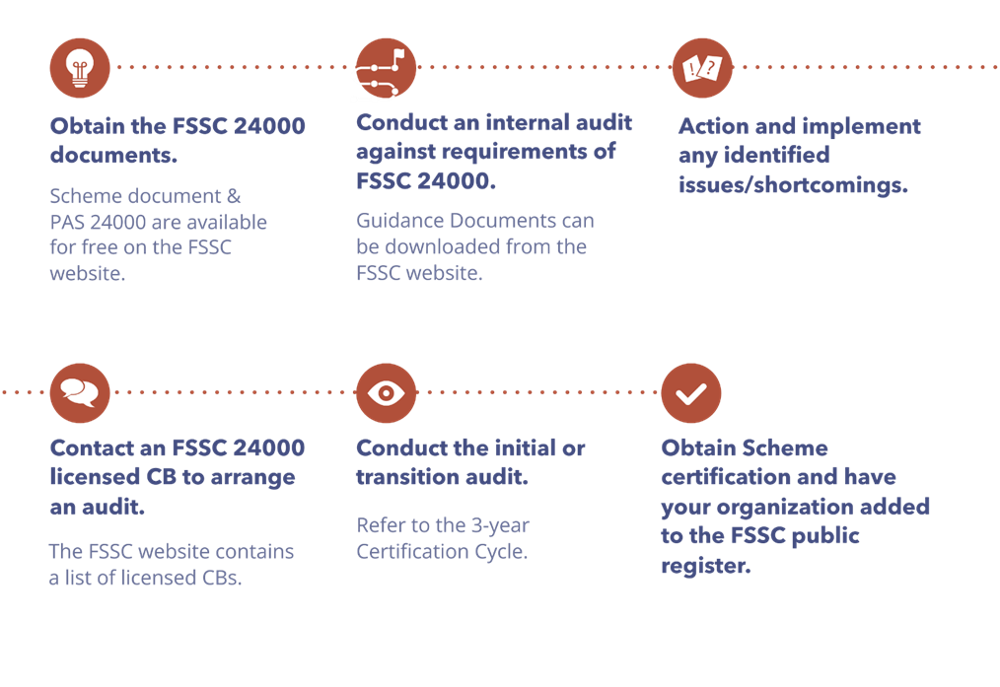 Obtain the FSSC 24000
documents.
Scheme document &
PAS 24000 are available
for free on the FSSC
website.
Conduct an internal audit
against requirements of
FSSC 24000.
Guidance Documents can
be downloaded from the
FSSC website.
! ?
Action and implement
any identified
issues/shortcomings.
Contact an FSSC 24000
licensed CB to arrange
an audit.
The FSSC website contains
a list of licensed CBs.
Conduct the initial or
transition audit.
Refer to the 3-year
Certification Cycle.
Obtain Scheme
certification and have
your organization added
to the FSSC public
register.